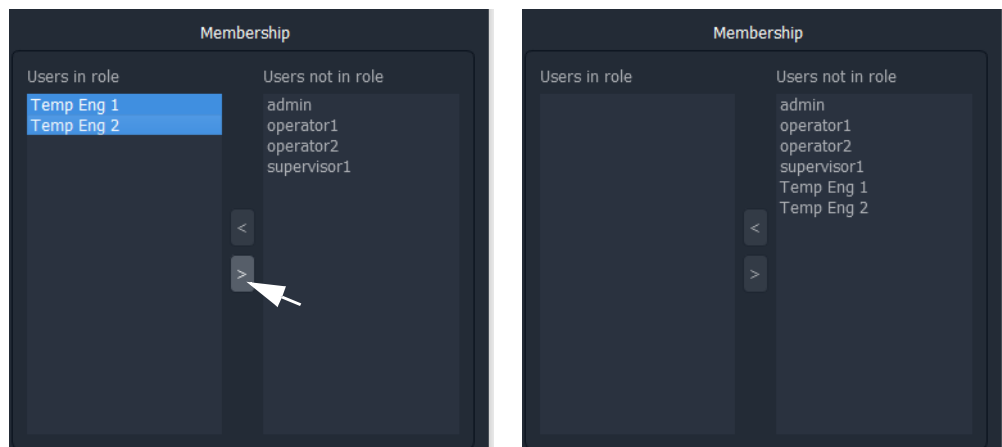 Membership
Users in role
Users not in role
Temp Eng 1
Temp Eng 2
admin
operator1
operator2
supervisor1
<
>
Membership
Users in role
Users not in role
admin
operator1
operator2
supervisor1
Temp Eng 1
Temp Eng 2
<
>